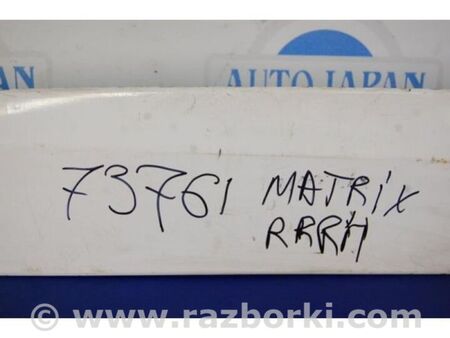 AUTO JAPAN
73761 MATRIX
RRRH
www.razborki.com